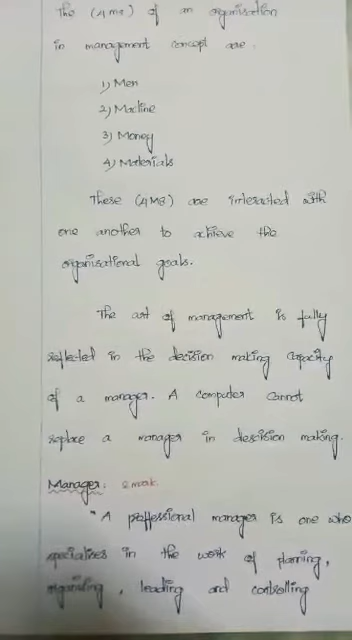 The (4ms) of an organisation
in management concept are.
1) Men
2) Machine
3) Money
4) Materials
These (4MS) are interacted with
one another to achieve the
organisational goals.
The art of management is fully
reflected in the decision making capacity
of a manager. A computer cannot
replace a manager in descision making.
Manager: 2 mark.
"A proffessional manager is one who
specialises in the work of planning,
organising, leading and controlling